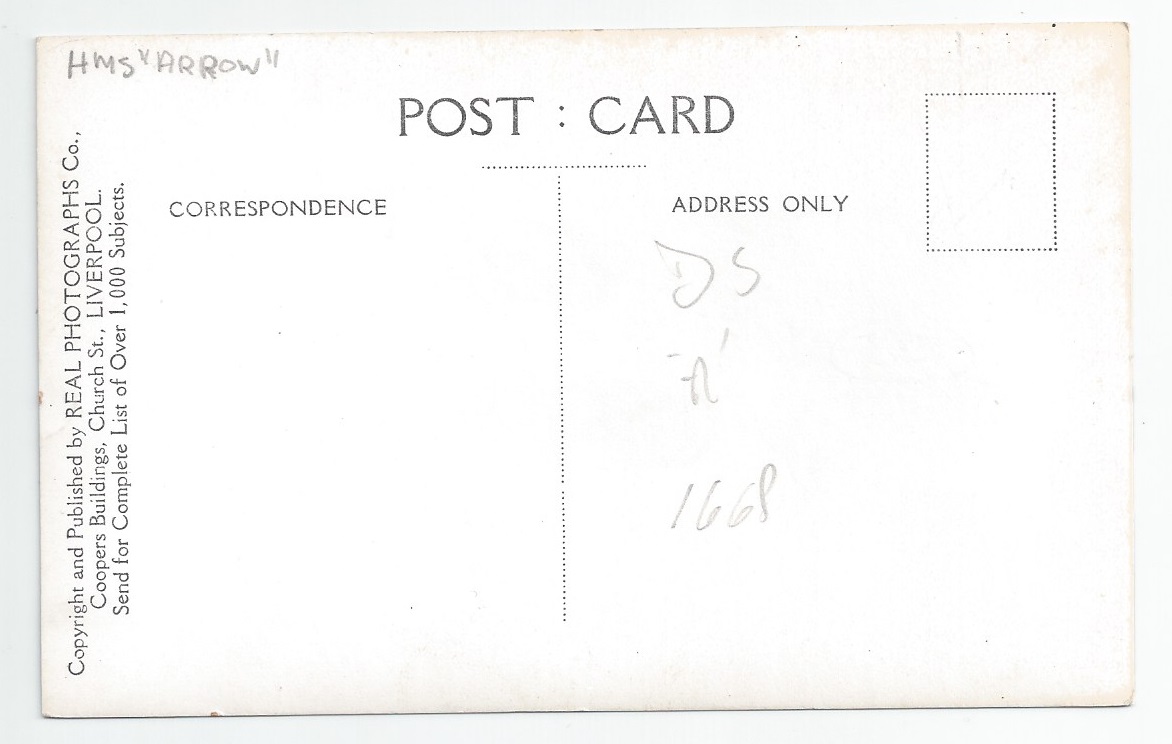 HMS "ARROW"
POST : CARD
CORRESPONDENCE
ADDRESS ONLY
Copyright and Published by REAL PHOTOGRAPHS Co.,
Coopers Buildings, Church St., LIVERPOOL.
Send for Complete List of Over 1,000 Subjects.
DS
1668